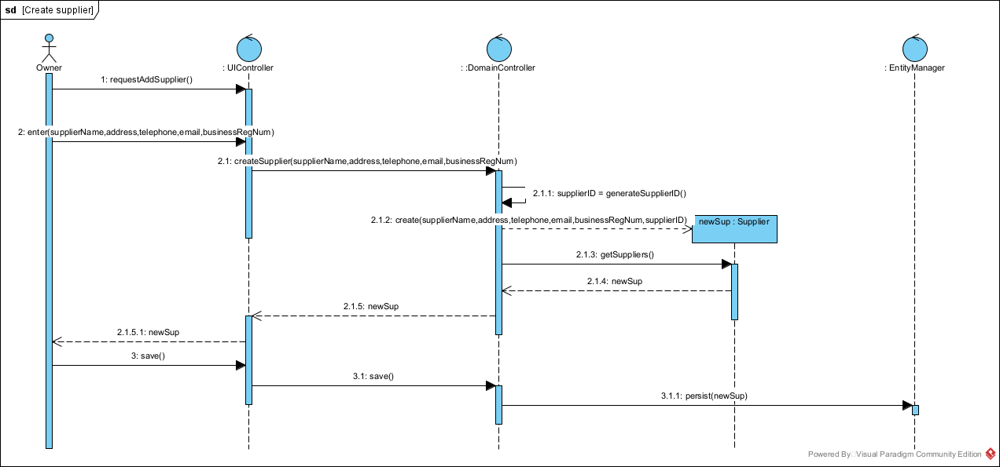 sd [Create supplier]
Owner
: UIController
: :DomainController
: EntityManager
1: requestAddSupplier()
2: enter(supplierName,address,telephone,email,businessRegNum)
2.1: createSupplier(supplierName,address,telephone,email,businessRegNum)
2.1.1: supplierID = generateSupplierID()
2.1.2: create(supplierName,address,telephone,email,businessRegNum,supplierID)
newSup : Supplier
2.1.3: getSuppliers()
2.1.4: newSup
2.1.5: newSup
2.1.5.1: newSup
3: save()
3.1: save()
3.1.1: persist(newSup)
Powered By Visual Paradigm Community Edition